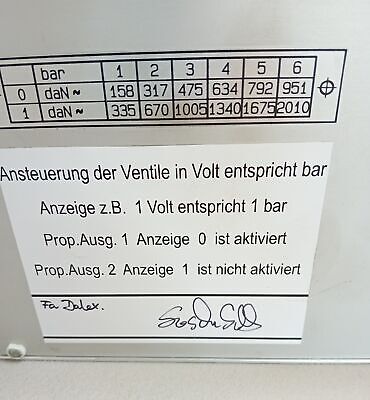 bar 1 2 3 4 5 6
0 daN~ 158 317 475 634 792 951
1 daN~ 335 670 1005 1340 1675 2010
Ansteuerung der Ventile in Volt entspricht bar
Anzeige z.B. 1 Volt entspricht 1 bar
Prop.Ausg. 1 Anzeige 0 ist aktiviert
Prop.Ausg. 2 Anzeige 1 ist nicht aktiviert
Fa Dalex.